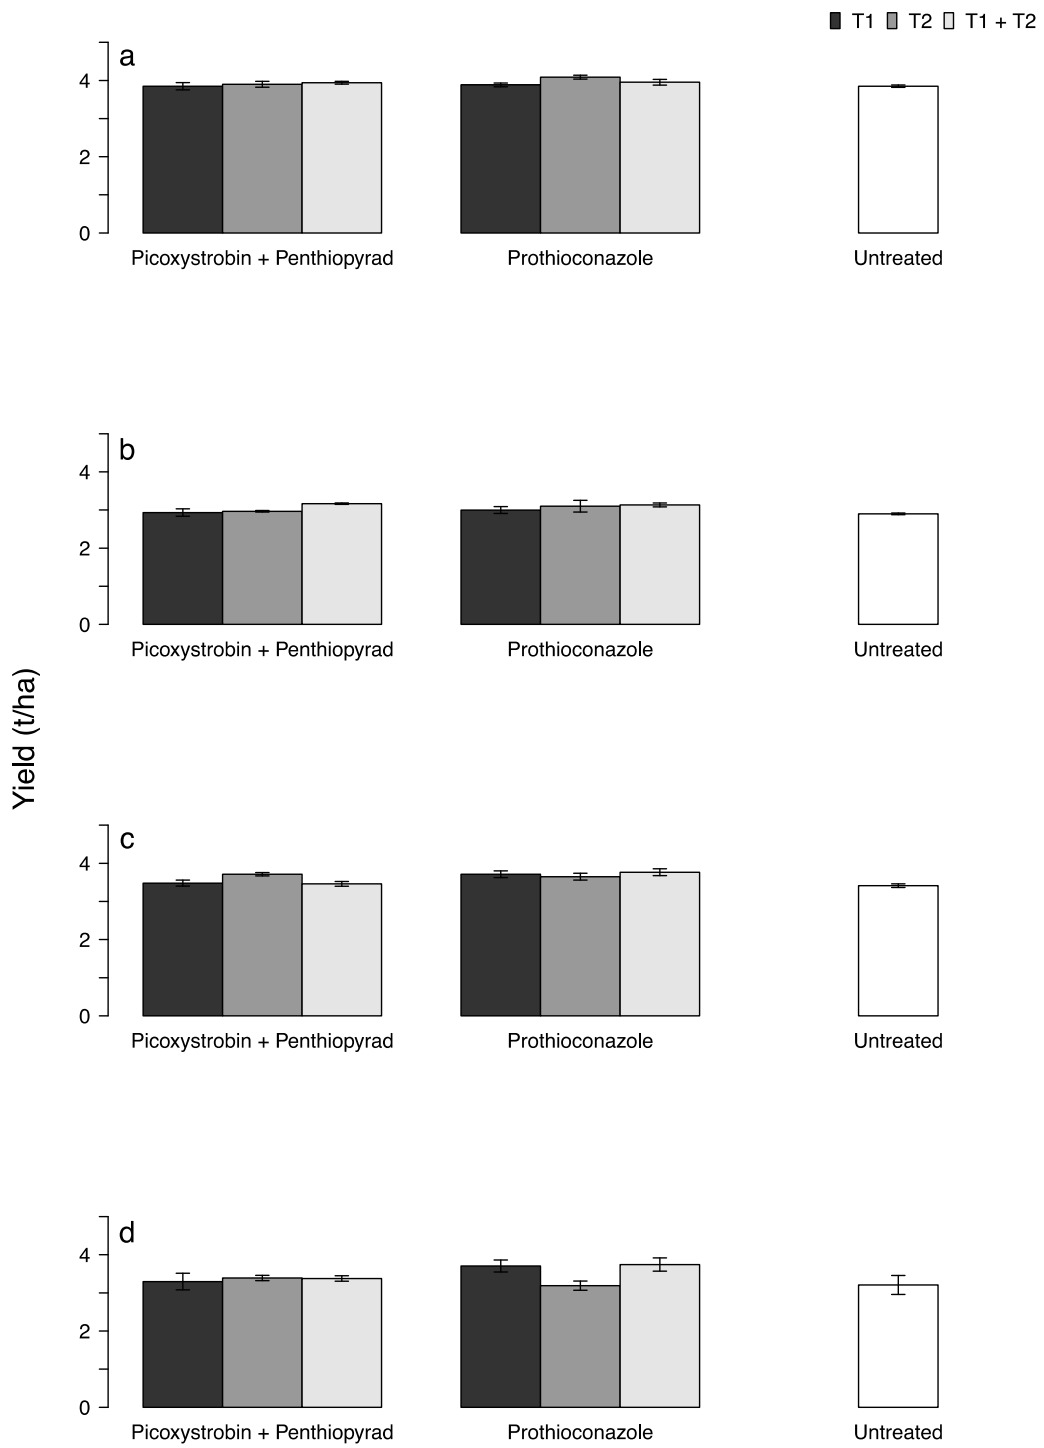 T1 T2 T1 + T2
a
4
2
0
Picoxystrobin + Penthiopyrad Prothioconazole Untreated
b
4
2
0
Picoxystrobin + Penthiopyrad Prothioconazole Untreated
Yield (t/ha)
c
4
2
0
Picoxystrobin + Penthiopyrad Prothioconazole Untreated
d
4
2
0
Picoxystrobin + Penthiopyrad Prothioconazole Untreated